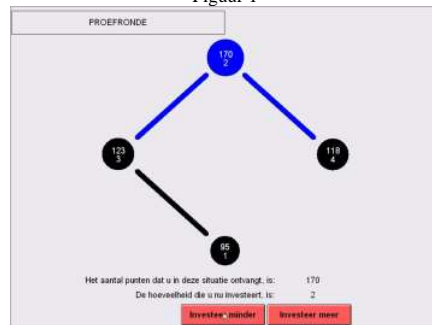 Figuur 1
PROEFRONDE
170
2
123
3
118
4
95
1
Het aantal punten dat u in deze situatie ontvangt, is: 170
De hoeveelheid die u nu investeert, is: 2
Investeer minder Investeer meer